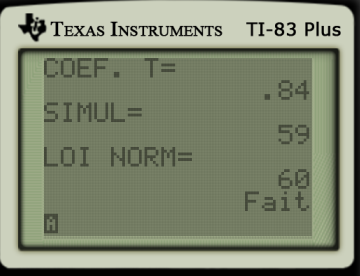 TEXAS INSTRUMENTS TI-83 Plus
COEF. T=
.84
SIMUL=
59
LOI NORM=
60
Fait
A